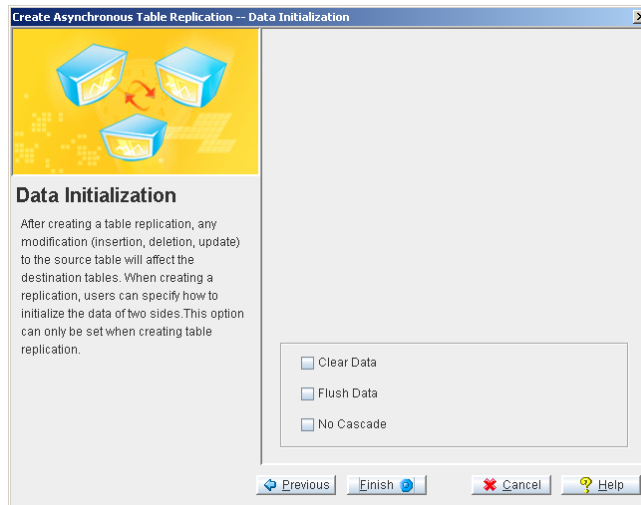 Create Asynchronous Table Replication -- Data Initialization
Data Initialization
After creating a table replication, any
modification (insertion, deletion, update)
to the source table will affect the
destination tables. When creating a
replication, users can specify how to
initialize the data of two sides.This option
can only be set when creating table
replication.
Clear Data
Flush Data
No Cascade
Previous
Finish
Cancel
Help